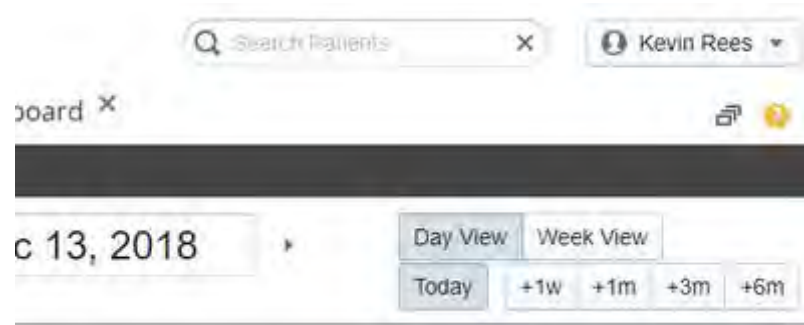 Search Patients × Kevin Rees
board ×
c 13, 2018 Day View Week View
Today +1w +1m +3m +6m